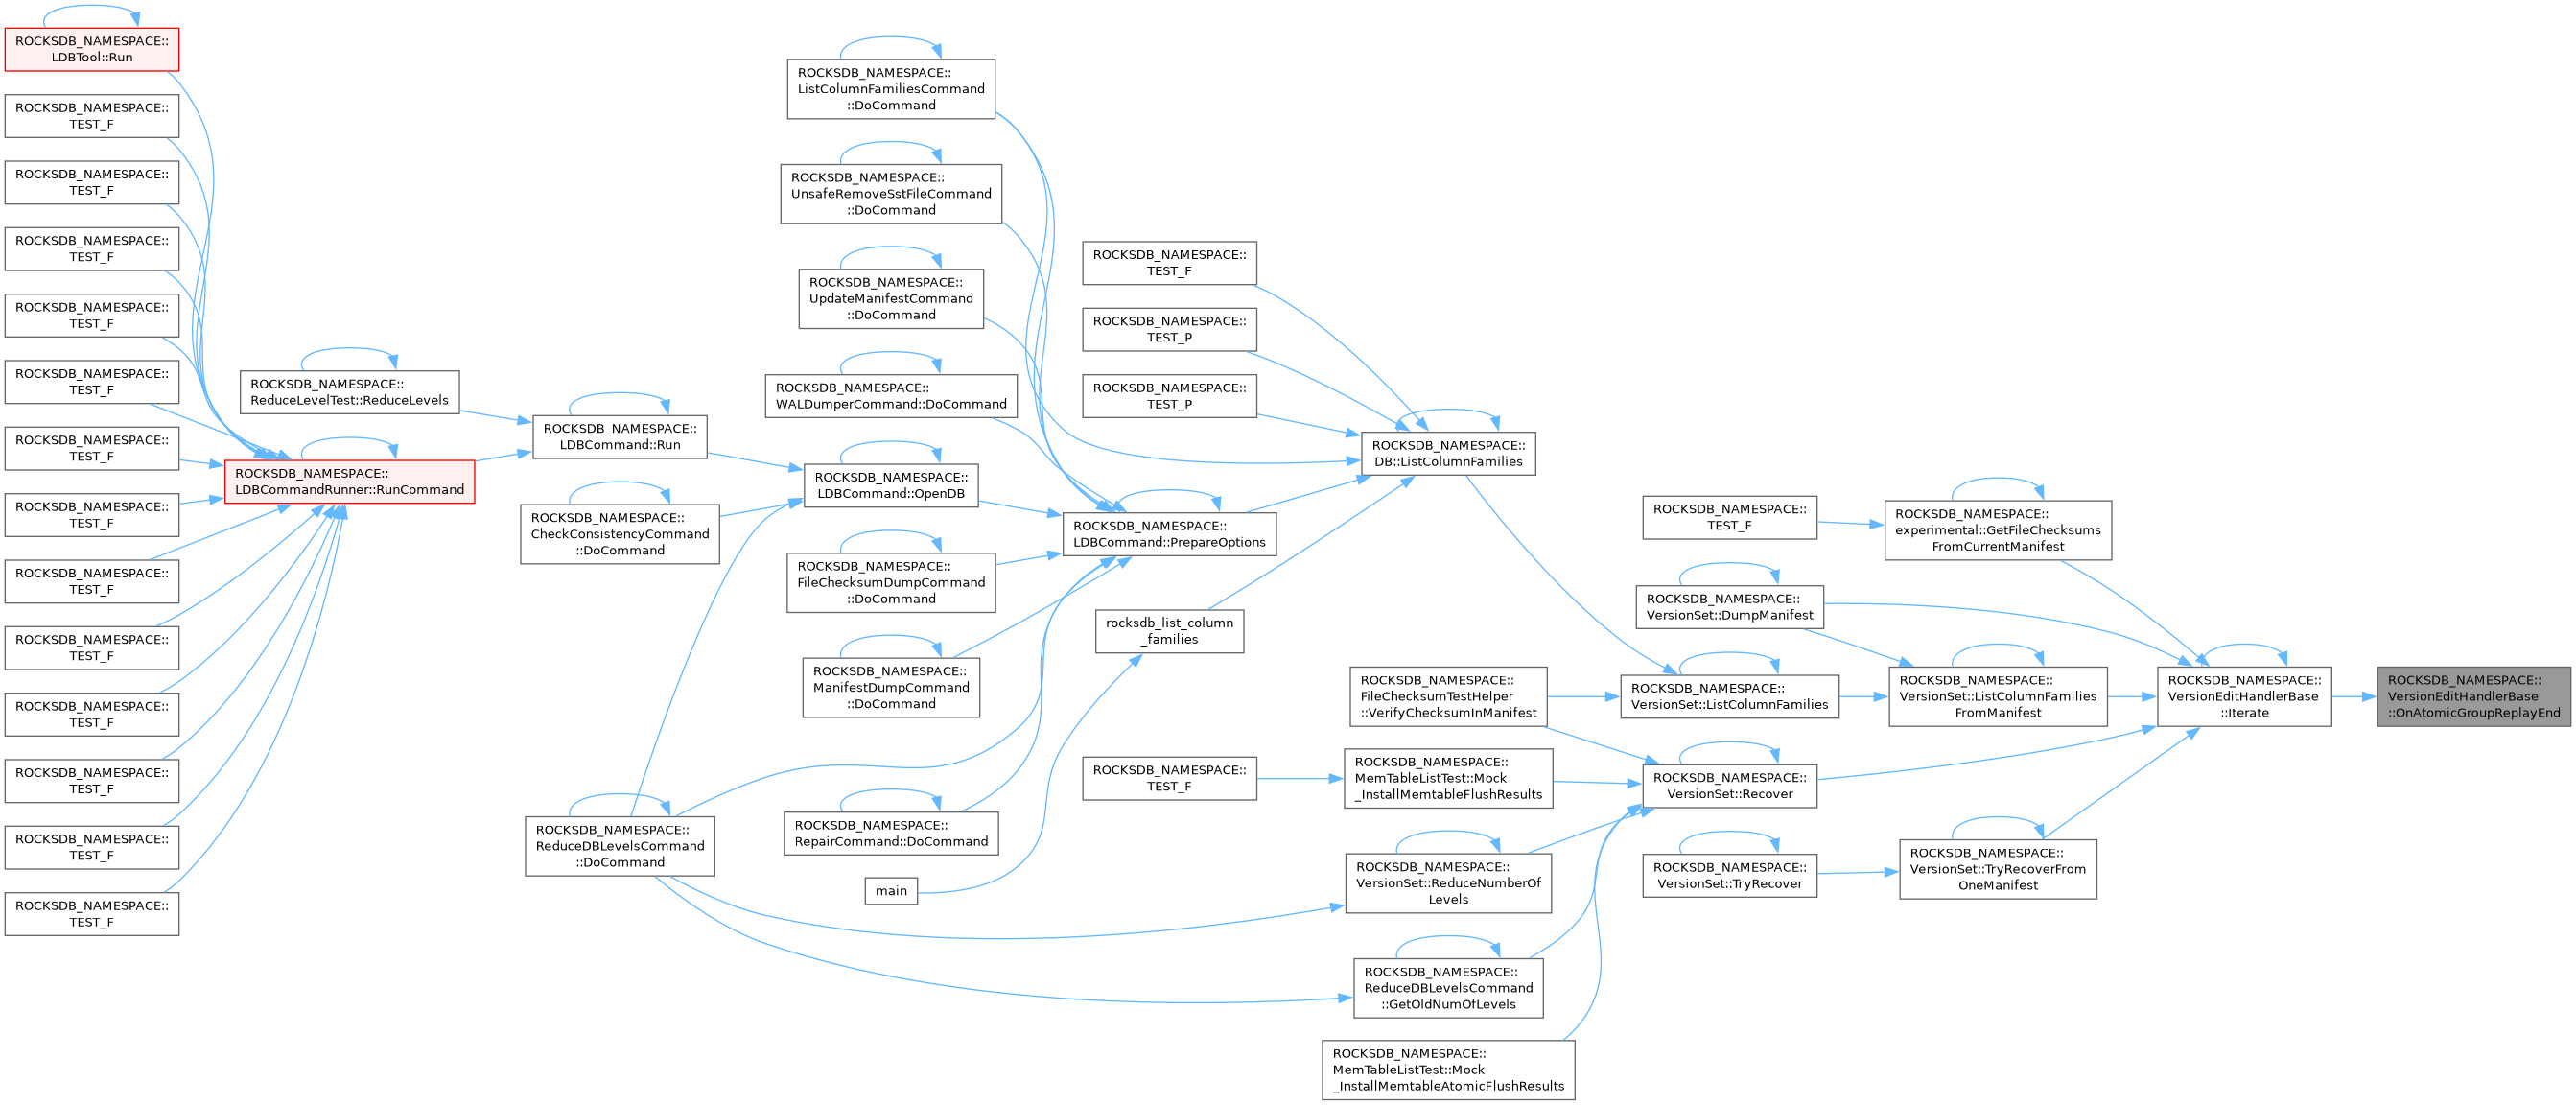 ROCKSDB_NAMESPACE::
LDBTool::Run
ROCKSDB_NAMESPACE::
TEST_F
ROCKSDB_NAMESPACE::
TEST_F
ROCKSDB_NAMESPACE::
TEST_F
ROCKSDB_NAMESPACE::
TEST_F
ROCKSDB_NAMESPACE::
TEST_F
ROCKSDB_NAMESPACE::
TEST_F
ROCKSDB_NAMESPACE::
TEST_F
ROCKSDB_NAMESPACE::
TEST_F
ROCKSDB_NAMESPACE::
TEST_F
ROCKSDB_NAMESPACE::
TEST_F
ROCKSDB_NAMESPACE::
TEST_F
ROCKSDB_NAMESPACE::
TEST_F
ROCKSDB_NAMESPACE::
TEST_F
ROCKSDB_NAMESPACE::
ReduceLevelTest::ReduceLevels
ROCKSDB_NAMESPACE::
LDBCommandRunner::RunCommand
ROCKSDB_NAMESPACE::
LDBCommand::Run
ROCKSDB_NAMESPACE::
CheckConsistencyCommand
::DoCommand
ROCKSDB_NAMESPACE::
ReduceDBLevelsCommand
::DoCommand
ROCKSDB_NAMESPACE::
ListColumnFamiliesCommand
::DoCommand
ROCKSDB_NAMESPACE::
UnsafeRemoveSstFileCommand
::DoCommand
ROCKSDB_NAMESPACE::
UpdateManifestCommand
::DoCommand
ROCKSDB_NAMESPACE::
WALDumperCommand::DoCommand
ROCKSDB_NAMESPACE::
LDBCommand::OpenDB
ROCKSDB_NAMESPACE::
FileChecksumDumpCommand
::DoCommand
ROCKSDB_NAMESPACE::
ManifestDumpCommand
::DoCommand
ROCKSDB_NAMESPACE::
RepairCommand::DoCommand
main
ROCKSDB_NAMESPACE::
TEST_F
ROCKSDB_NAMESPACE::
TEST_P
ROCKSDB_NAMESPACE::
TEST_P
ROCKSDB_NAMESPACE::
LDBCommand::PrepareOptions
rocksdb_list_column
_families
ROCKSDB_NAMESPACE::
TEST_F
ROCKSDB_NAMESPACE::
DB::ListColumnFamilies
ROCKSDB_NAMESPACE::
FileChecksumTestHelper
::VerifyChecksumInManifest
ROCKSDB_NAMESPACE::
MemTableListTest::Mock
_InstallMemtableFlushResults
ROCKSDB_NAMESPACE::
VersionSet::ReduceNumberOf
Levels
ROCKSDB_NAMESPACE::
ReduceDBLevelsCommand
::GetOldNumOfLevels
ROCKSDB_NAMESPACE::
MemTableListTest::Mock
_InstallMemtableAtomicFlushResults
ROCKSDB_NAMESPACE::
TEST_F
ROCKSDB_NAMESPACE::
VersionSet::DumpManifest
ROCKSDB_NAMESPACE::
VersionSet::ListColumnFamilies
ROCKSDB_NAMESPACE::
VersionSet::Recover
ROCKSDB_NAMESPACE::
VersionSet::TryRecover
ROCKSDB_NAMESPACE::
experimental::GetFileChecksums
FromCurrentManifest
ROCKSDB_NAMESPACE::
VersionSet::ListColumnFamilies
FromManifest
ROCKSDB_NAMESPACE::
VersionSet::TryRecoverFrom
OneManifest
ROCKSDB_NAMESPACE::
VersionEditHandlerBase
::Iterate
ROCKSDB_NAMESPACE::
VersionEditHandlerBase
::OnAtomicGroupReplayEnd